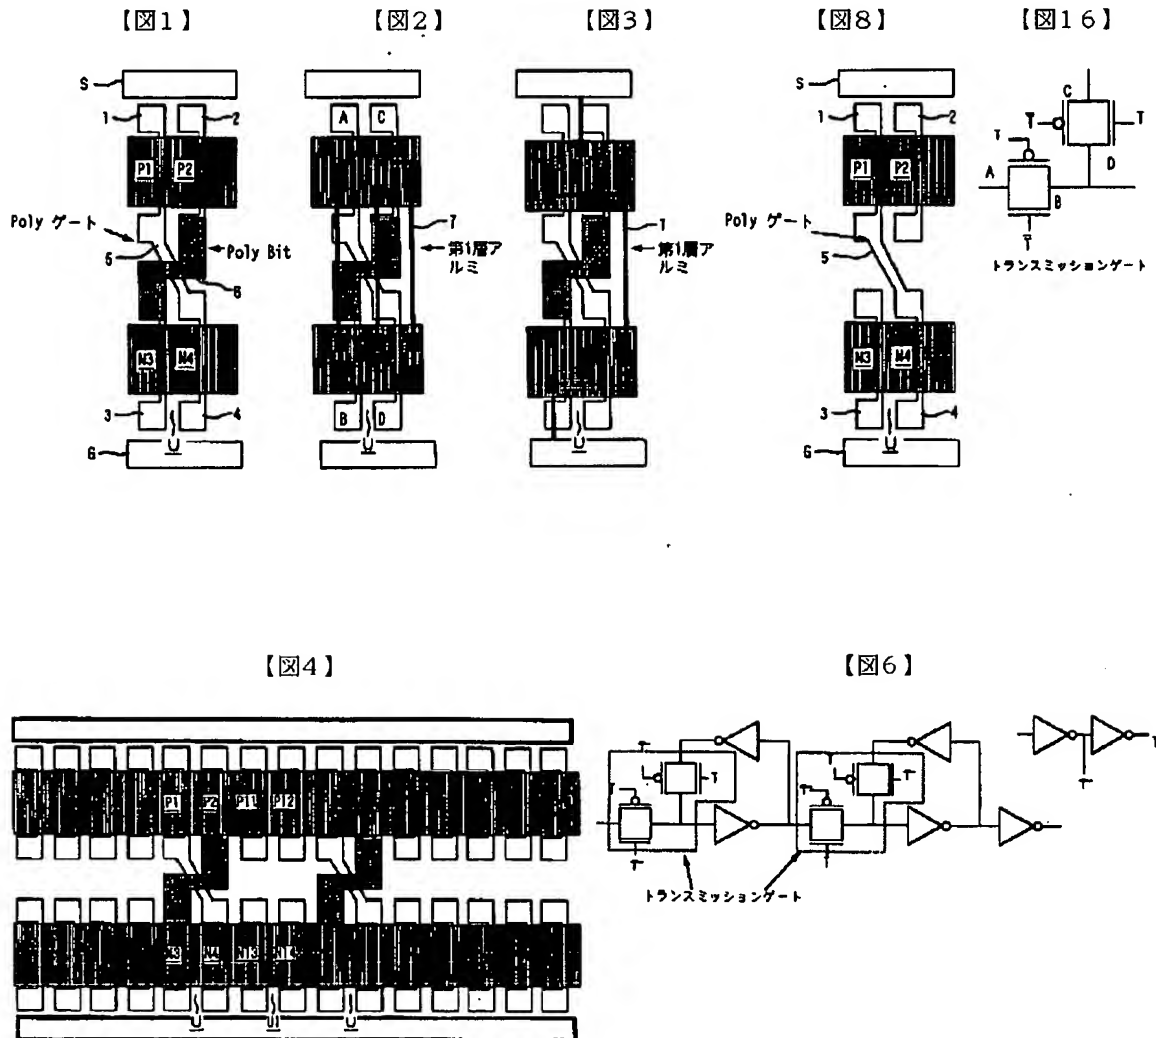 【図1】
【図2】
【図3】
【図8】
【図16】
S
1
2
P1
P2
Poly ゲート
5
Poly Bit
6
N3
N4
3
4
G
U
A
C
7
第1層ア
ルミ
B
D
U
第1層ア
ルミ
U
S
1
2
P1
P2
Poly ゲート
5
N3
N4
3
4
G
U
C
T
T
T
A
D
B
T
トランスミッションゲート
【図4】
【図6】
P1
P2
P11
P12
N3
N4
N13
N14
U
U
U
T
T
T
T
T
T
トランスミッションゲート